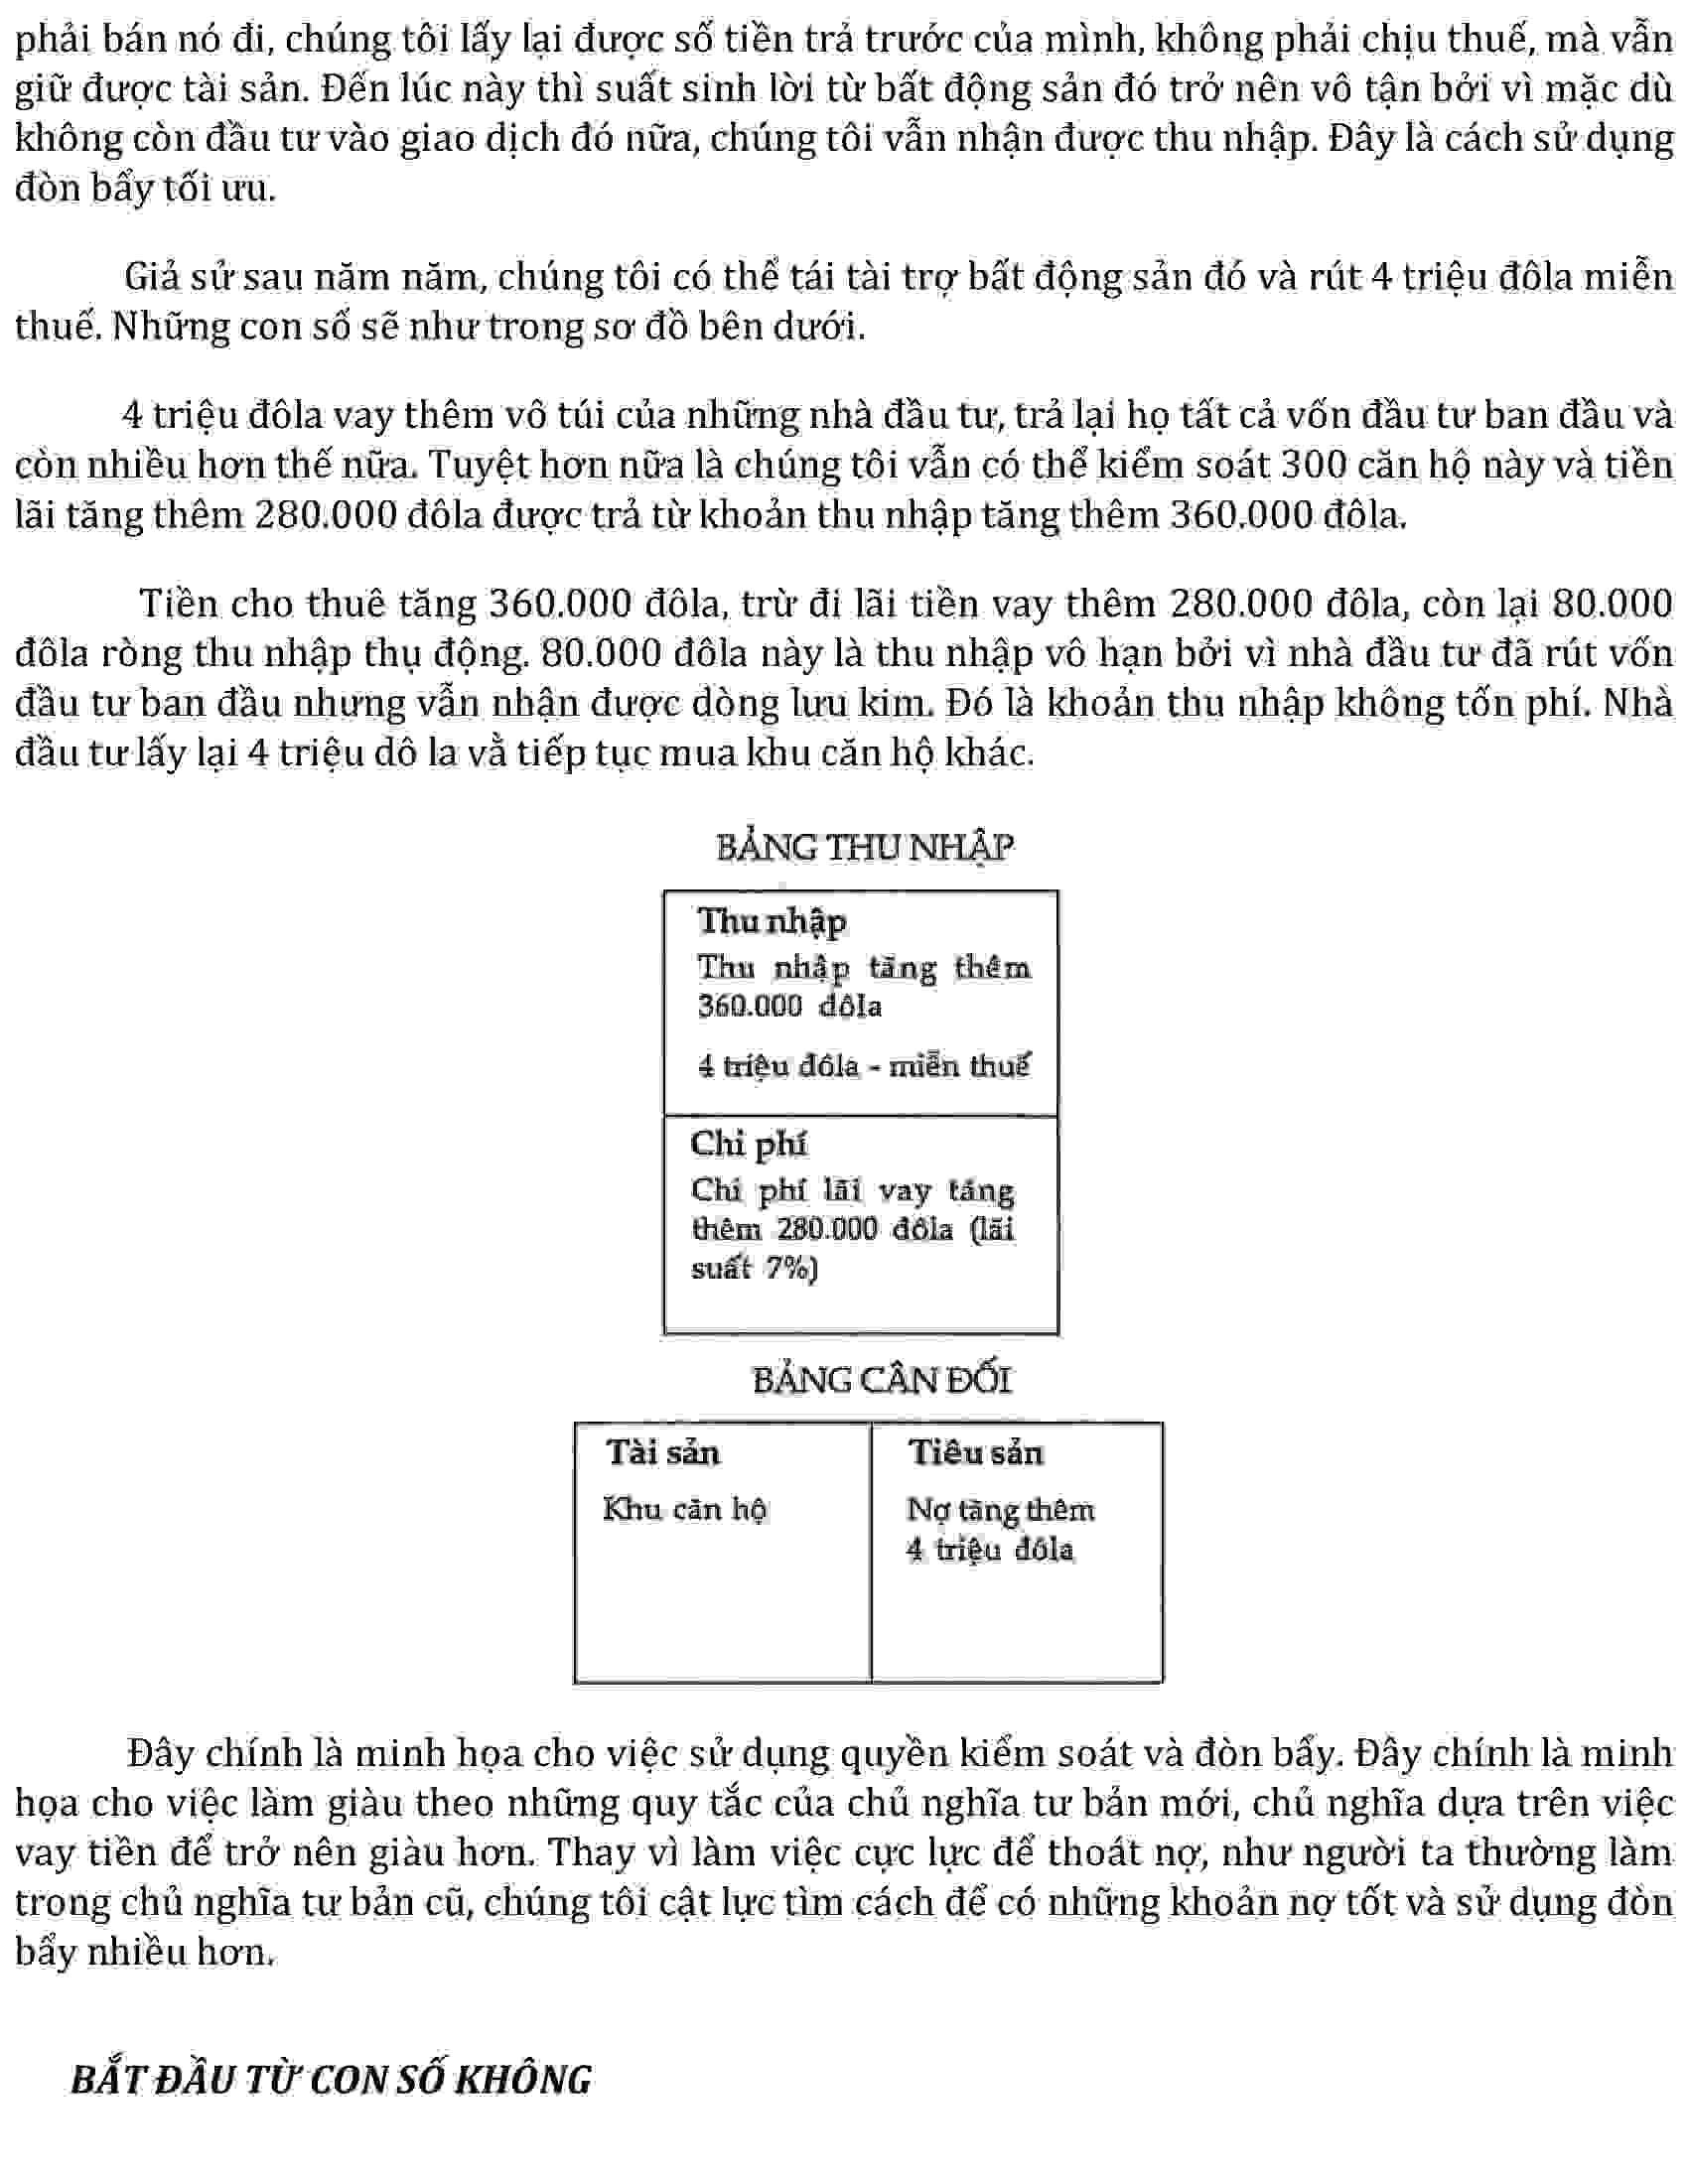 phải bán nó đi, chúng tôi lấy lại được số tiền trả trước của mình, không phải chịu thuế, mà vẫn
giữ được tài sản. Đến lúc này thì suất sinh lời từ bất động sản đó trở nên vô tận bởi vì mặc dù
không còn đầu tư vào giao dịch đó nữa, chúng tôi vẫn nhận được thu nhập. Đây là cách sử dụng
đòn bẩy tối ưu.
Giả sử sau năm năm, chúng tôi có thể tái tài trợ bất động sản đó và rút 4 triệu đôla miễn
thuế. Những con số sẽ như trong sơ đồ bên dưới.
4 triệu đôla vay thêm vô túi của những nhà đầu tư, trả lại họ tất cả vốn đầu tư ban đầu và
còn nhiều hơn thế nữa. Tuyệt hơn nữa là chúng tôi vẫn có thể kiểm soát 300 căn hộ này và tiền
lãi tăng thêm 280.000 đôla được trả từ khoản thu nhập tăng thêm 360.000 đôla.
Tiền cho thuê tăng 360.000 đôla, trừ đi lãi tiền vay thêm 280.000 đôla, còn lại 80.000
đôla ròng thu nhập thụ động. 80.000 đôla này là thu nhập vô hạn bởi vì nhà đầu tư đã rút vốn
đầu tư ban đầu nhưng vẫn nhận được dòng lưu kim. Đó là khoản thu nhập không tốn phí. Nhà
đầu tư lấy lại 4 triệu dô la vằ tiếp tục mua khu căn hộ khác.
BẢNG THU NHẬP
Thu nhập
Thu nhập tăng thêm
360.000 đôla
4 triệu đôla - miễn thuế
Chi phí
Chi phí lãi vay tăng
thêm 280.000 đôla (lãi
suất 7%)
BẢNG CÂN ĐỐI
Tài sản
Khu căn hộ
Tiêu sản
Nợ tăng thêm
4 triệu đôla
Đây chính là minh họa cho việc sử dụng quyền kiểm soát và đòn bẩy. Đây chính là minh
họa cho việc làm giàu theo những quy tắc của chủ nghĩa tư bản mới, chủ nghĩa dựa trên việc
vay tiền để trở nên giàu hơn. Thay vì làm việc cực lực để thoát nợ, như người ta thường làm
trong chủ nghĩa tư bản cũ, chúng tôi cật lực tìm cách để có những khoản nợ tốt và sử dụng đòn
bẩy nhiều hơn.
BẮT ĐẦU TỪ CON SỐ KHÔNG